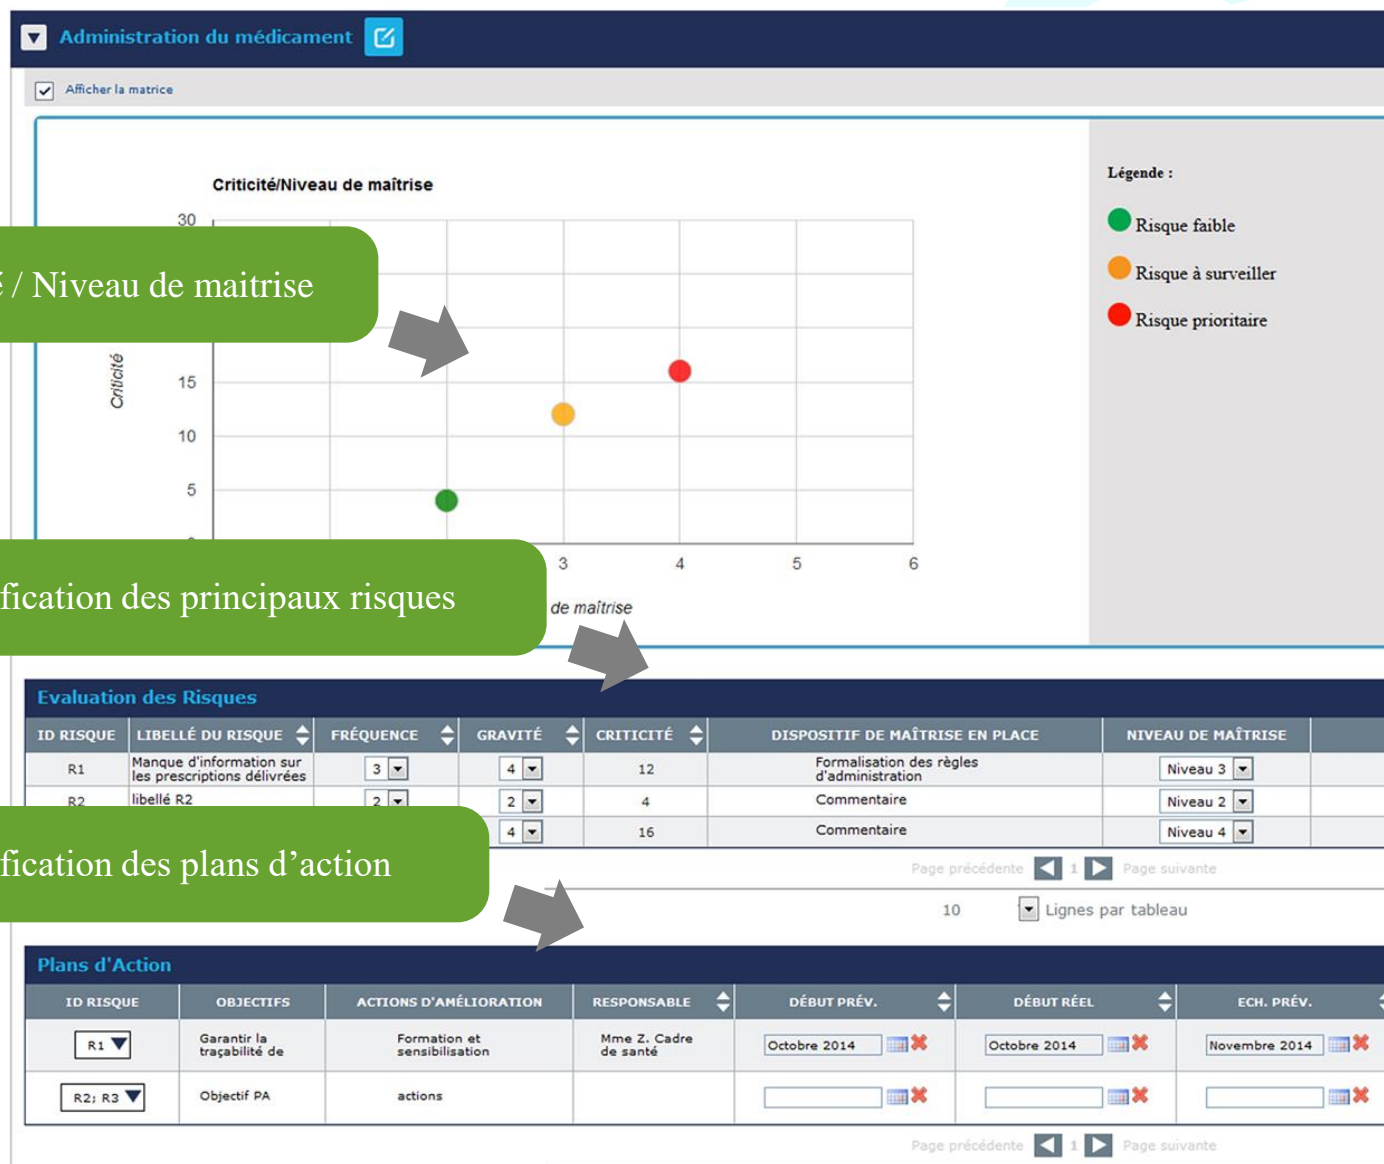 Administration du médicament
Afficher la matrice
Criticité/Niveau de maîtrise
30
/ Niveau de maitrise
Criticité
15
10
5
3 4 5 6
de maîtrise
Légende :
Risque faible
Risque à surveiller
Risque prioritaire
fication des principaux risques
Evaluation des Risques
ID RISQUE LIBELLÉ DU RISQUE FRÉQUENCE GRAVITÉ CRITICITÉ DISPOSITIF DE MAÎTRISE EN PLACE NIVEAU DE MAÎTRISE
R1 Manque d'information sur les prescriptions délivrées 3 4 12 Formalisation des règles d'administration Niveau 3
R2 libellé R2 2 2 4 Commentaire Niveau 2
4 16 Commentaire Niveau 4
fication des plans d’action
Page précédente 1 Page suivante
10 Lignes par tableau
Plans d'Action
ID RISQUE OBJECTIFS ACTIONS D'AMÉLIORATION RESPONSABLE DÉBUT PRÉV. DÉBUT RÉEL ECH. PRÉV.
R1 Garantir la traçabilité de Formation et sensibilisation Mme Z. Cadre de santé Octobre 2014 Octobre 2014 Novembre 2014
R2; R3 Objectif PA actions
Page précédente 1 Page suivante